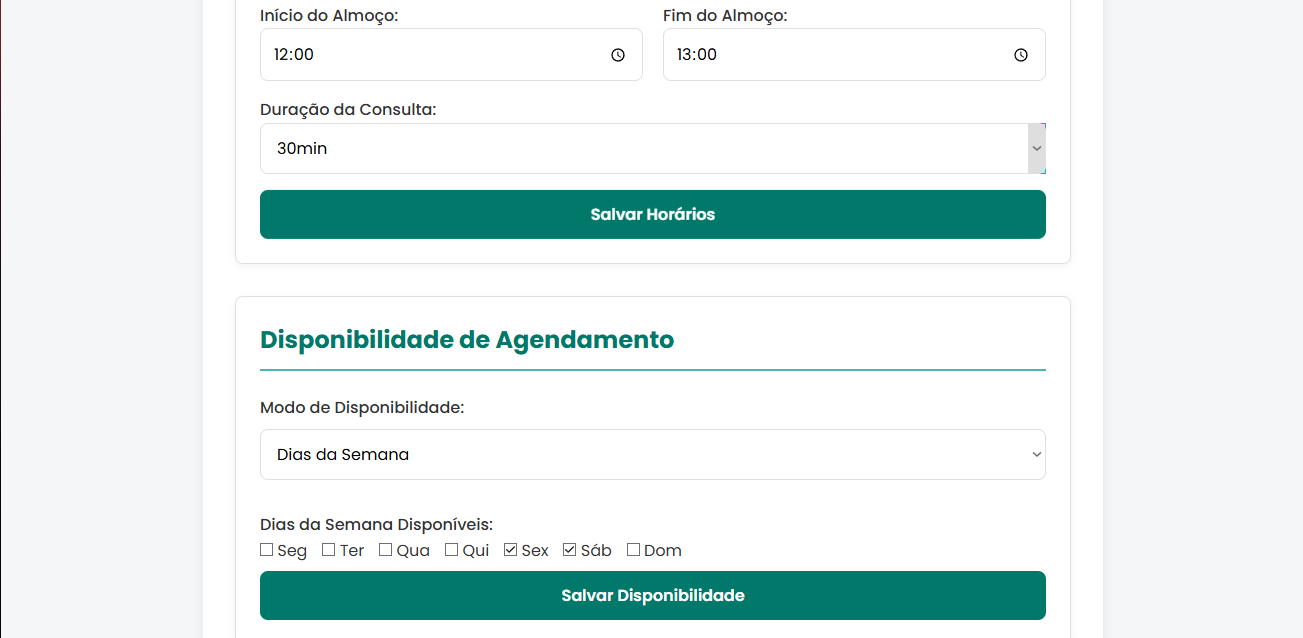 Início do Almoço: Fim do Almoço:
12:00 13:00
Duração da Consulta:
30min
Salvar Horários
Disponibilidade de Agendamento
Modo de Disponibilidade:
Dias da Semana
Dias da Semana Disponíveis:
Seg Ter Qua Qui Sex Sáb Dom
Salvar Disponibilidade